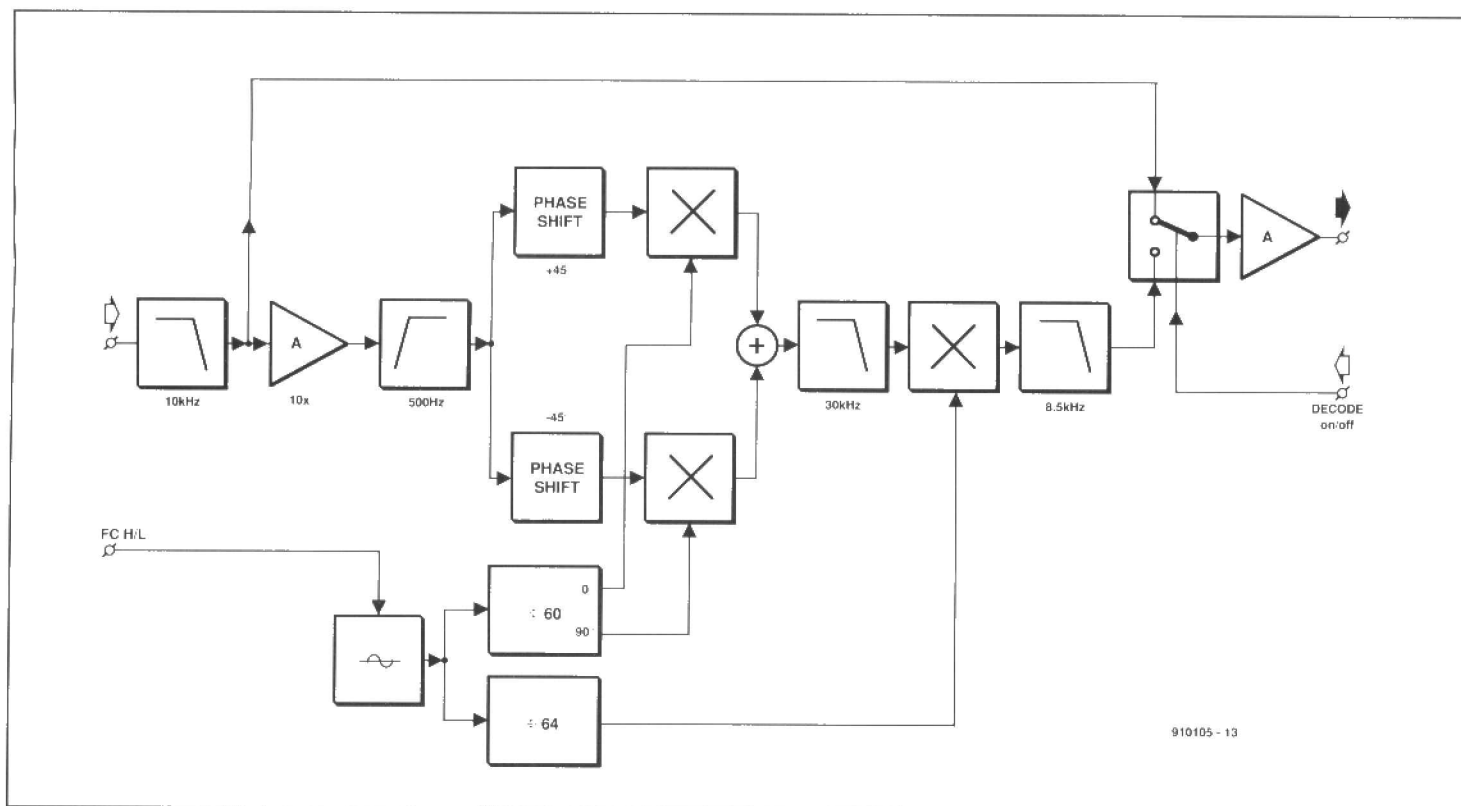 PHASE
SHIFT
+45
A
10kHz
A
10x
500Hz
30kHz
8.5kHz
DECODE
on/off
-45
PHASE
SHIFT
FC H/L
0
÷ 60
90
÷ 64
910105 - 13